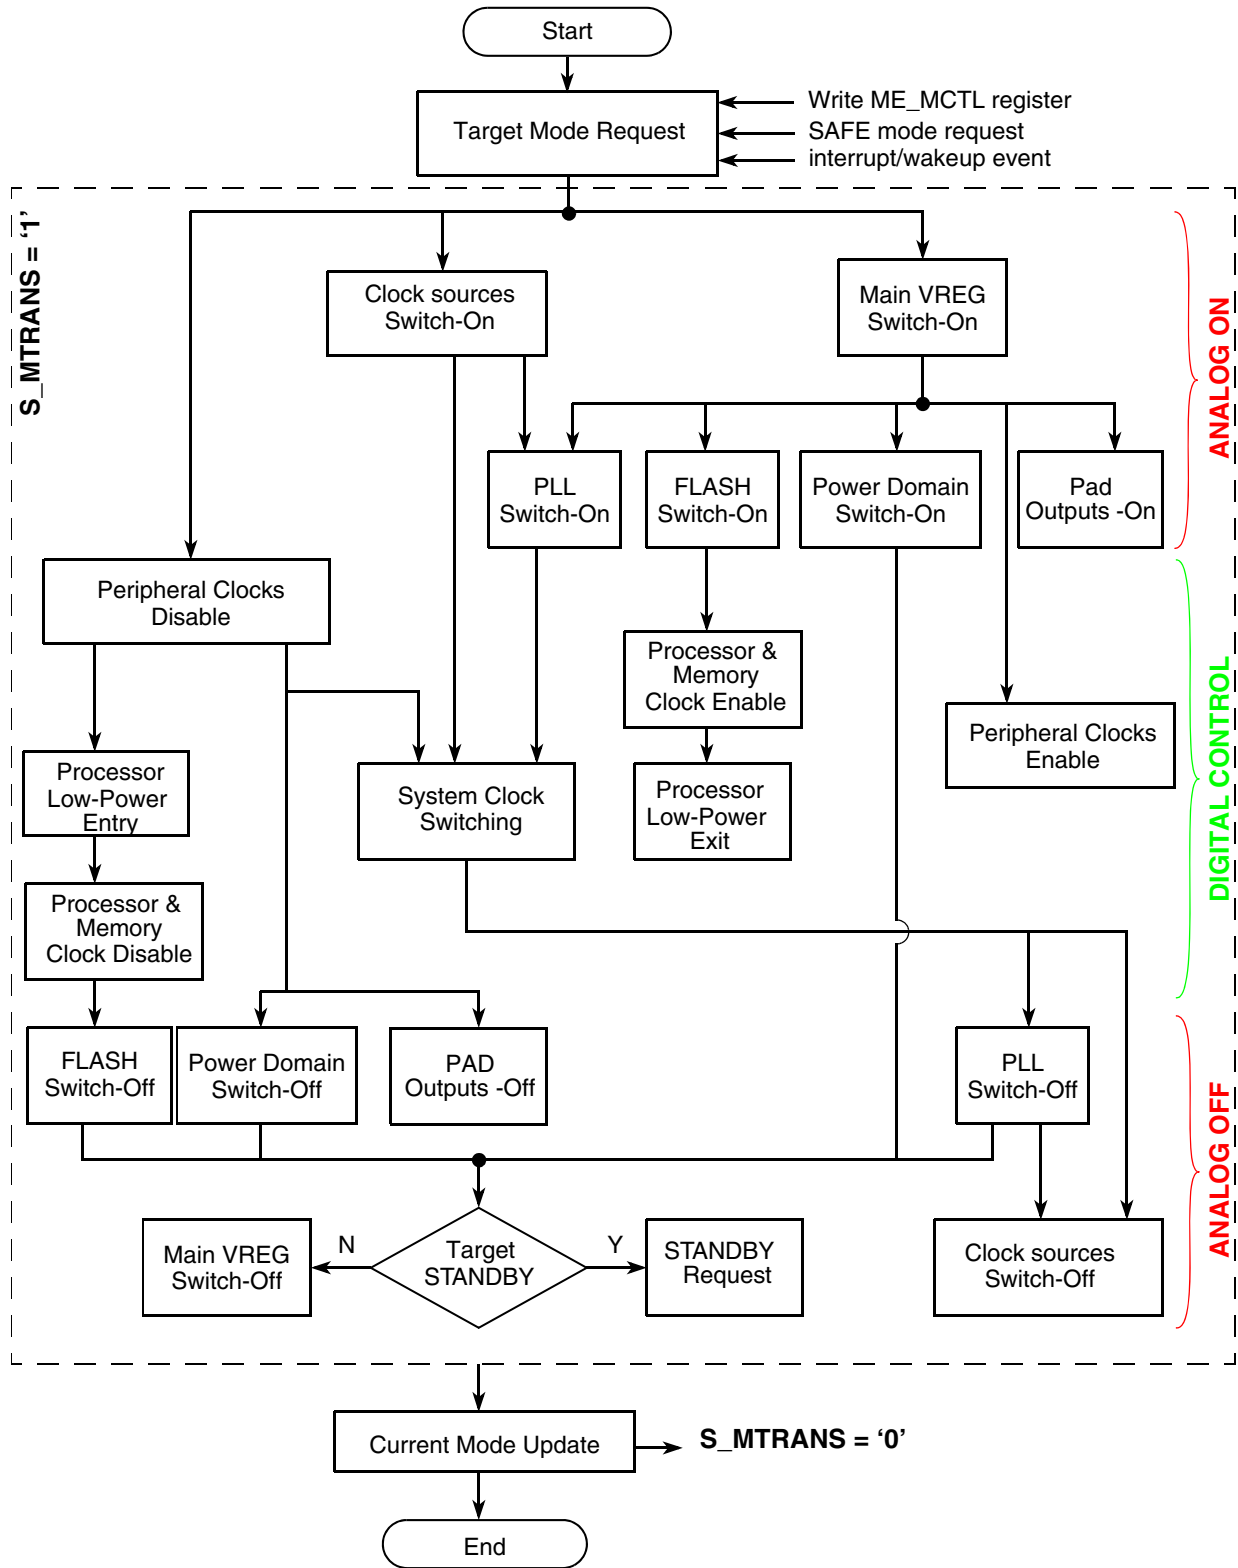 Start
Target Mode Request
Write ME_MCTL register
SAFE mode request
interrupt/wakeup event
S_MTRANS = ‘1’
ANALOG ON
Clock sources
Switch-On
Main VREG
Switch-On
PLL
Switch-On
FLASH
Switch-On
Power Domain
Switch-On
Pad
Outputs -On
DIGITAL CONTROL
Peripheral Clocks
Disable
Processor &
Memory
Clock Enable
Peripheral Clocks
Enable
Processor
Low-Power
Entry
System Clock
Switching
Processor
Low-Power
Exit
Processor &
Memory
Clock Disable
ANALOG OFF
FLASH
Switch-Off
Power Domain
Switch-Off
PAD
Outputs -Off
PLL
Switch-Off
Main VREG
Switch-Off
N
Target
STANDBY
Y
STANDBY
Request
Clock sources
Switch-Off
Current Mode Update
S_MTRANS = ‘0’
End